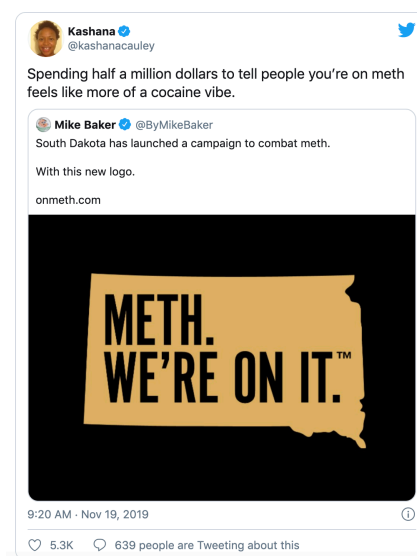 Kashana
@kashanacauley
Spending half a million dollars to tell people you’re on meth
feels like more of a cocaine vibe.
Mike Baker @ByMikeBaker
South Dakota has launched a campaign to combat meth.
With this new logo.
onmeth.com
METH.
WE’RE ON IT.™
9:20 AM · Nov 19, 2019
5.3K 639 people are Tweeting about this